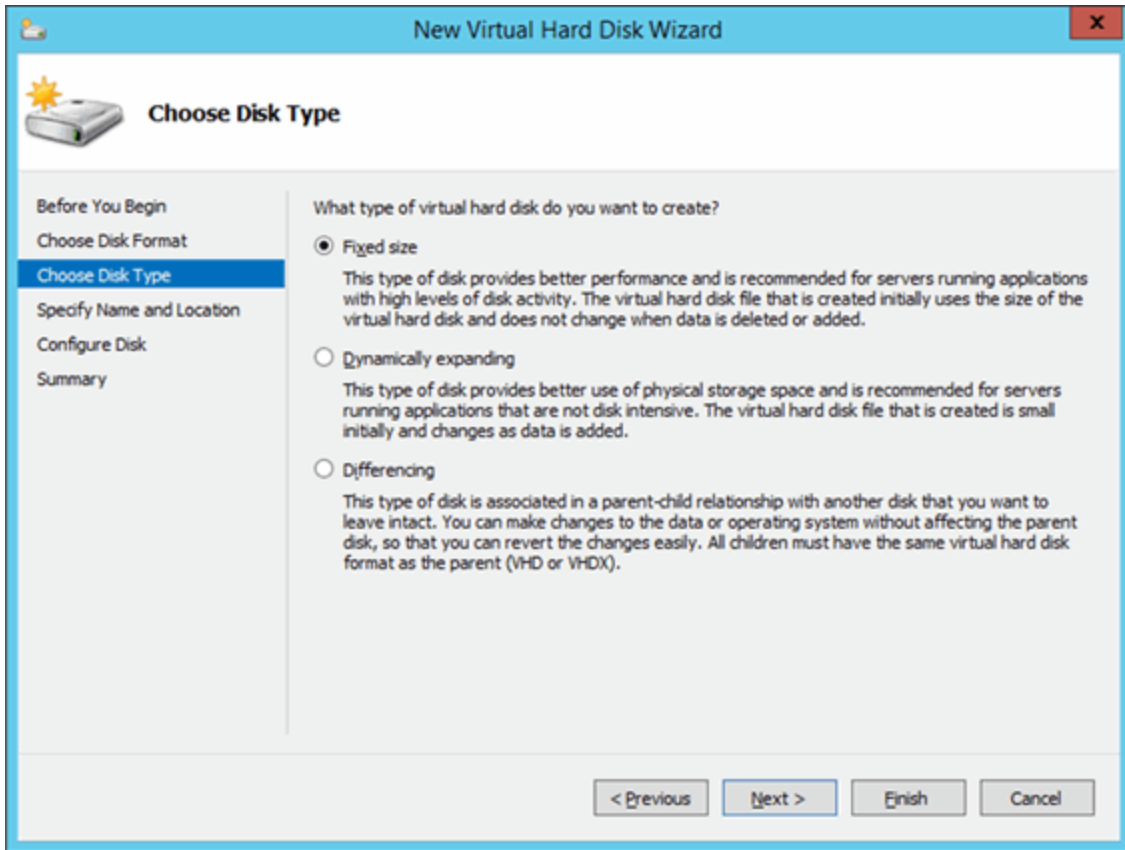 New Virtual Hard Disk Wizard
x
Choose Disk Type
Before You Begin
Choose Disk Format
Choose Disk Type
Specify Name and Location
Configure Disk
Summary
What type of virtual hard disk do you want to create?
Fixed size
This type of disk provides better performance and is recommended for servers running applications
with high levels of disk activity. The virtual hard disk file that is created initially uses the size of the
virtual hard disk and does not change when data is deleted or added.
Dynamically expanding
This type of disk provides better use of physical storage space and is recommended for servers
running applications that are not disk intensive. The virtual hard disk file that is created is small
initially and changes as data is added.
Differencing
This type of disk is associated in a parent-child relationship with another disk that you want to
leave intact. You can make changes to the data or operating system without affecting the parent
disk, so that you can revert the changes easily. All children must have the same virtual hard disk
format as the parent (VHD or VHDX).
< Previous
Next >
Finish
Cancel